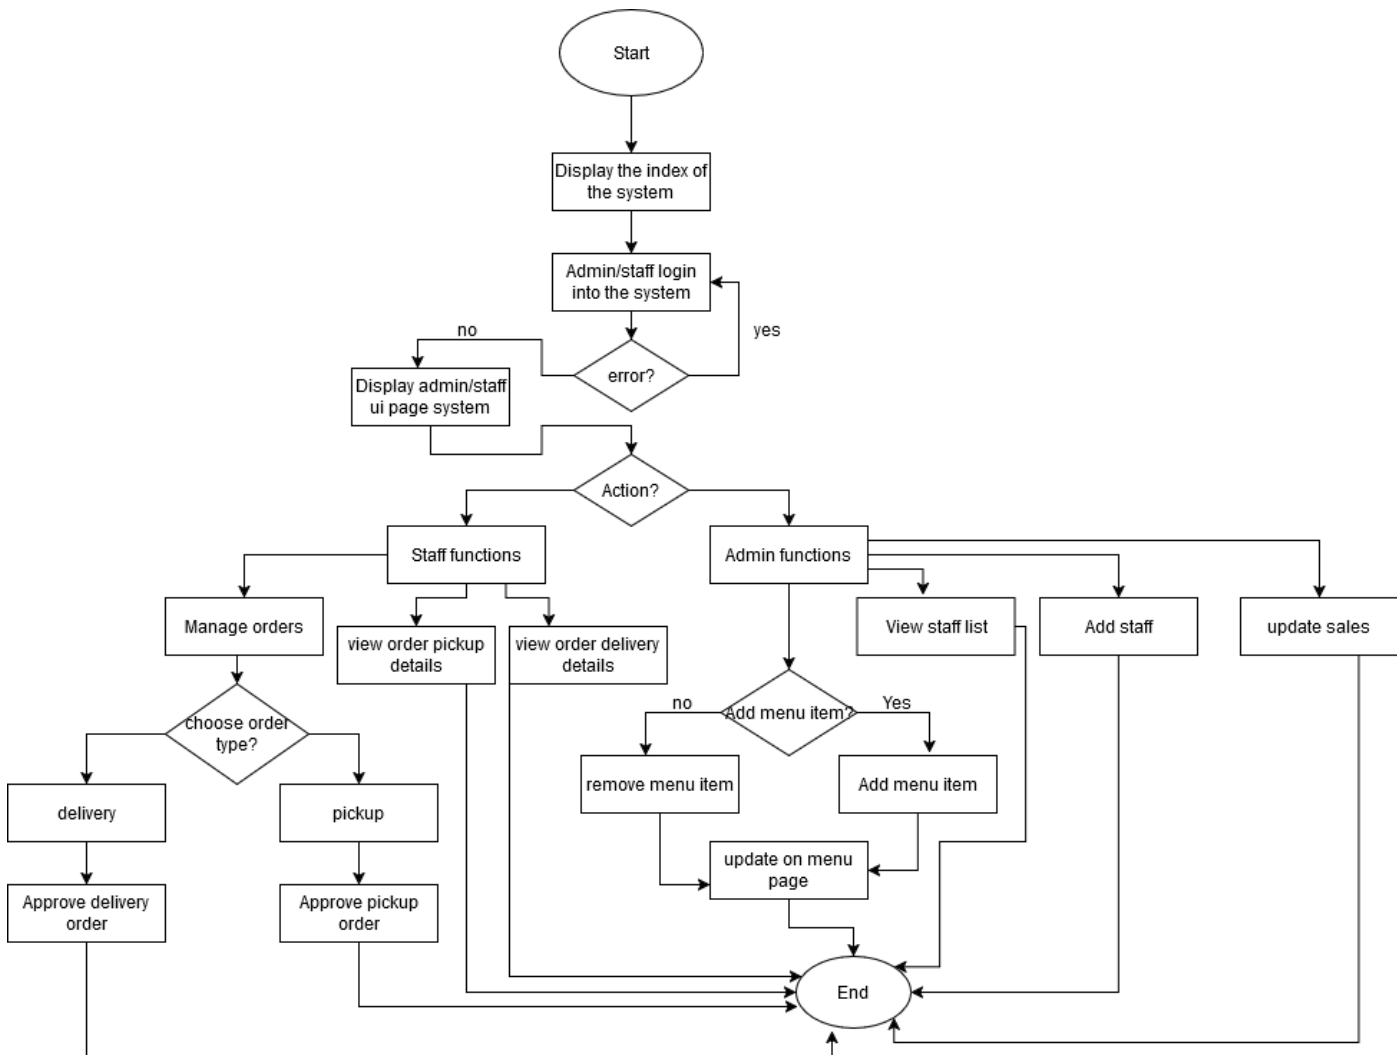 Start
Display the index of
the system
Admin/staff login
into the system
no
yes
error?
Display admin/staff
ui page system
Action?
Staff functions
Admin functions
Manage orders
view order pickup
details
view order delivery
details
View staff list
Add staff
update sales
choose order
type?
no
Add menu item?
Yes
delivery
pickup
remove menu item
Add menu item
update on menu
page
Approve delivery
order
Approve pickup
order
End